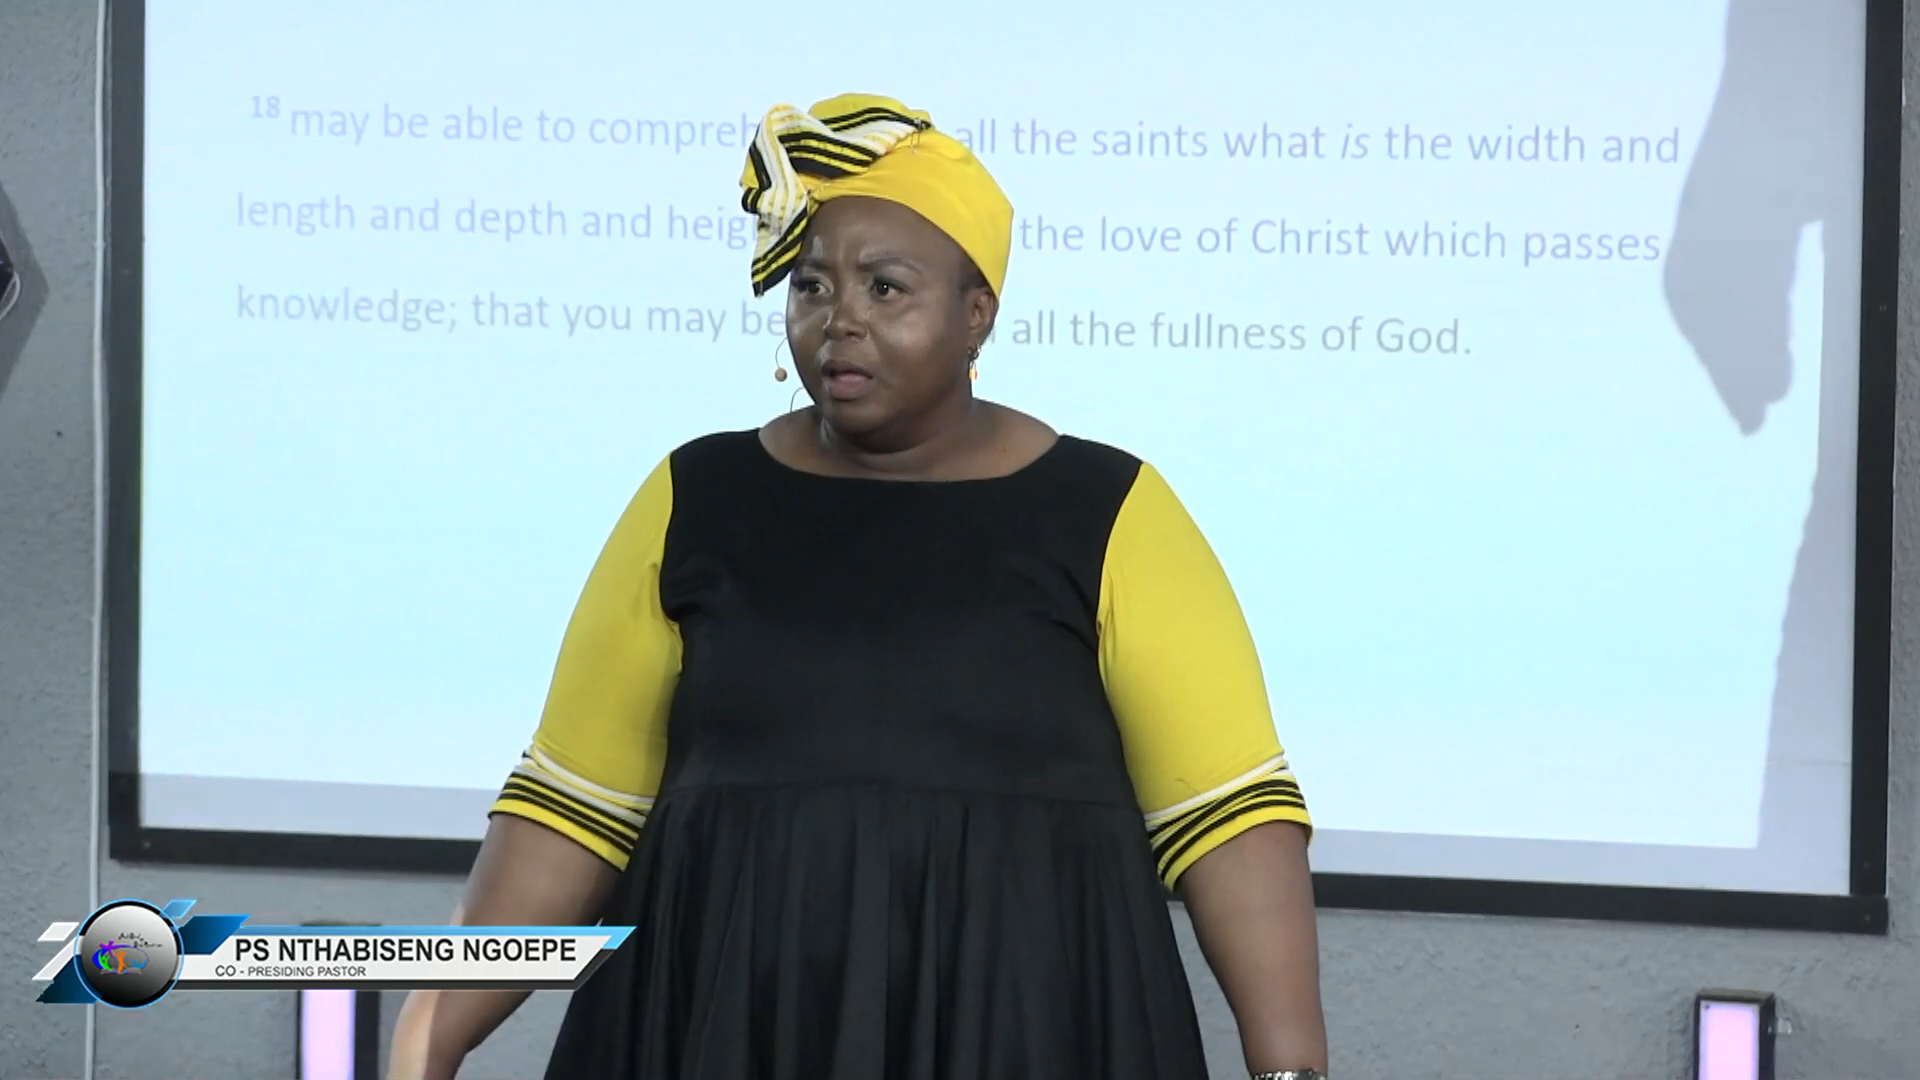 18 may be able to compreh all the saints what is the width and
length and depth and heig the love of Christ which passes
knowledge; that you may be all the fullness of God.
PS NTHABISENG NGOEPE
CO - PRESIDING PASTOR